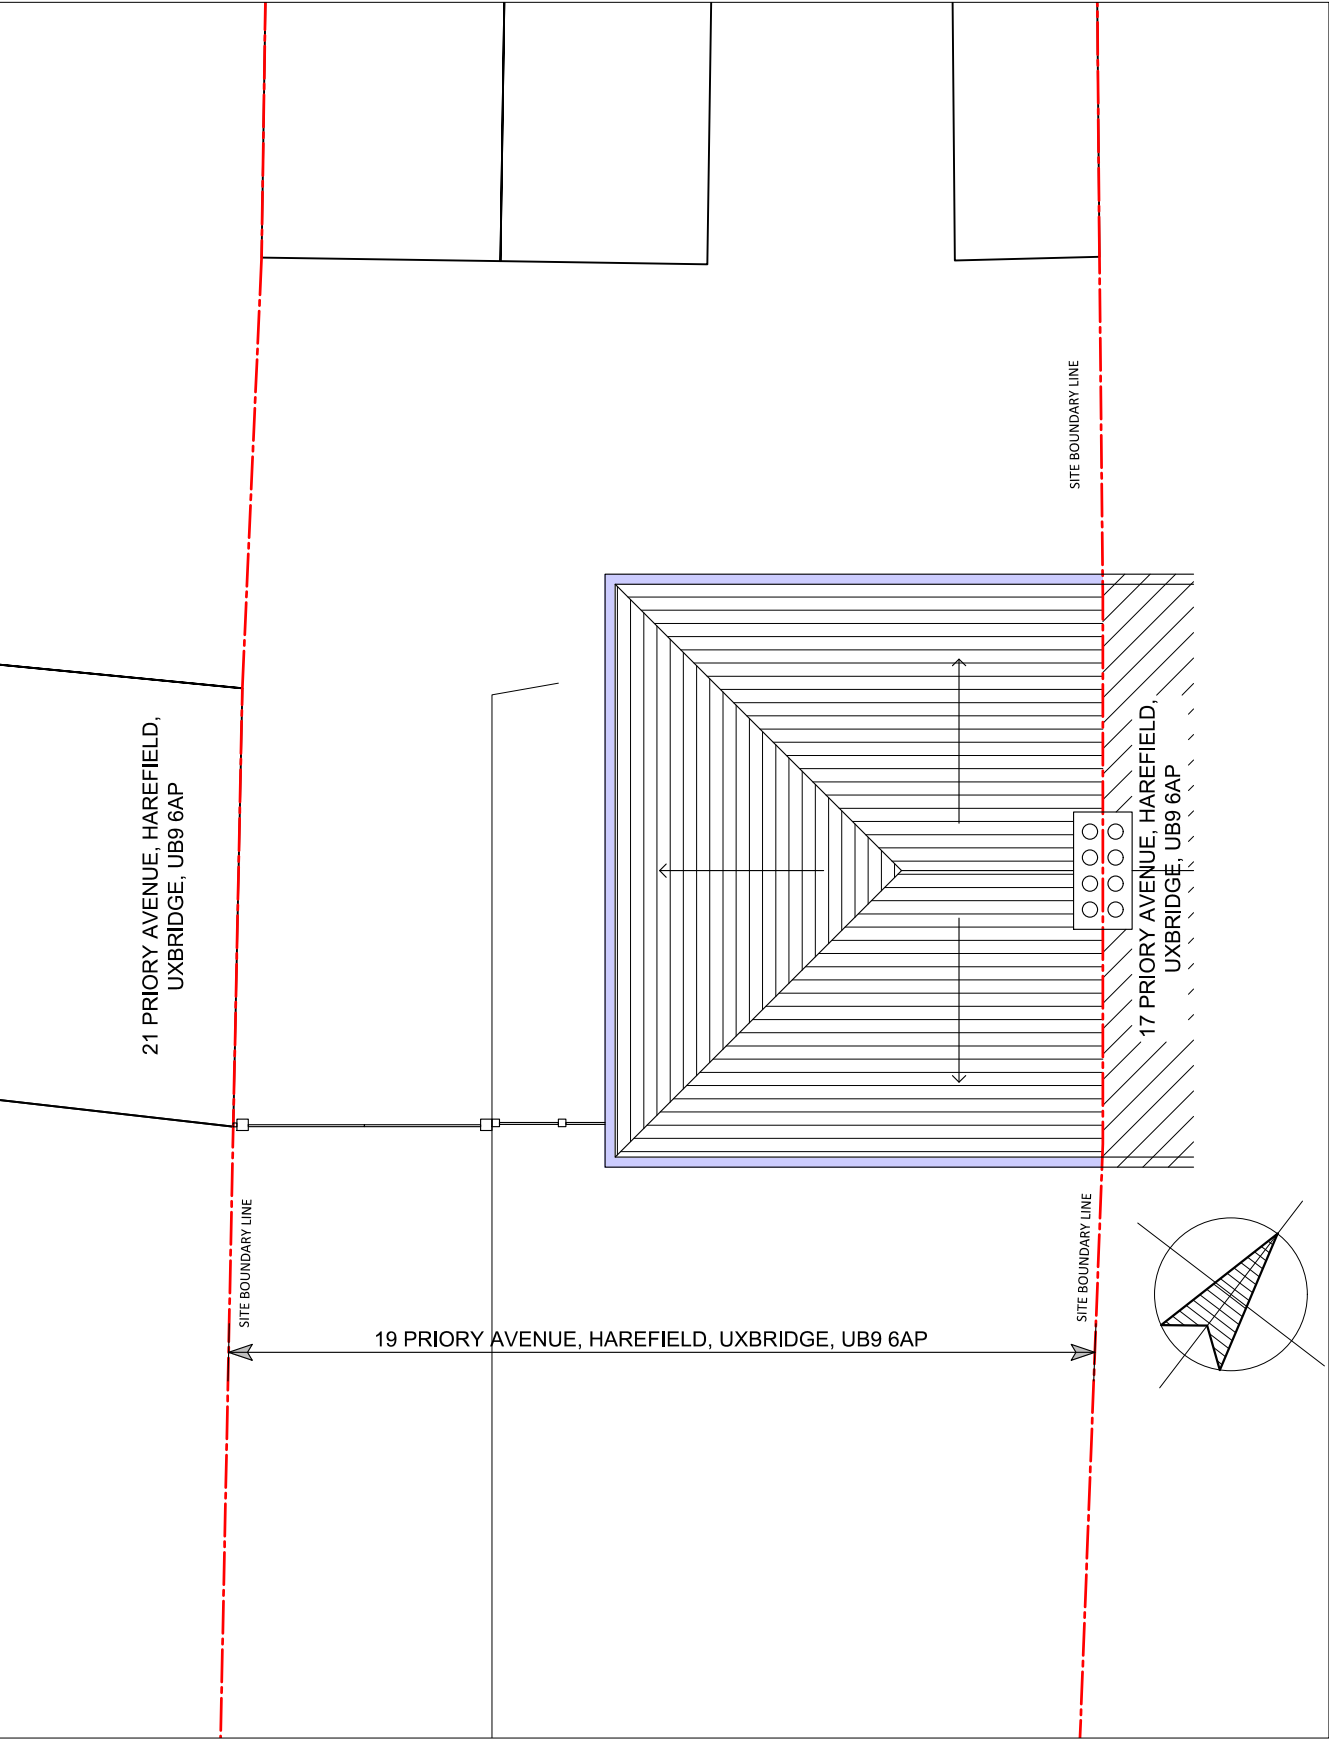 SITE BOUNDARY LINE
21 PRIORY AVENUE, HAREFIELD,
UXBRIDGE, UB9 6AP
17 PRIORY AVENUE, HAREFIELD,
UXBRIDGE, UB9 6AP
SITE BOUNDARY LINE
SITE BOUNDARY LINE
19 PRIORY AVENUE, HAREFIELD, UXBRIDGE, UB9 6AP